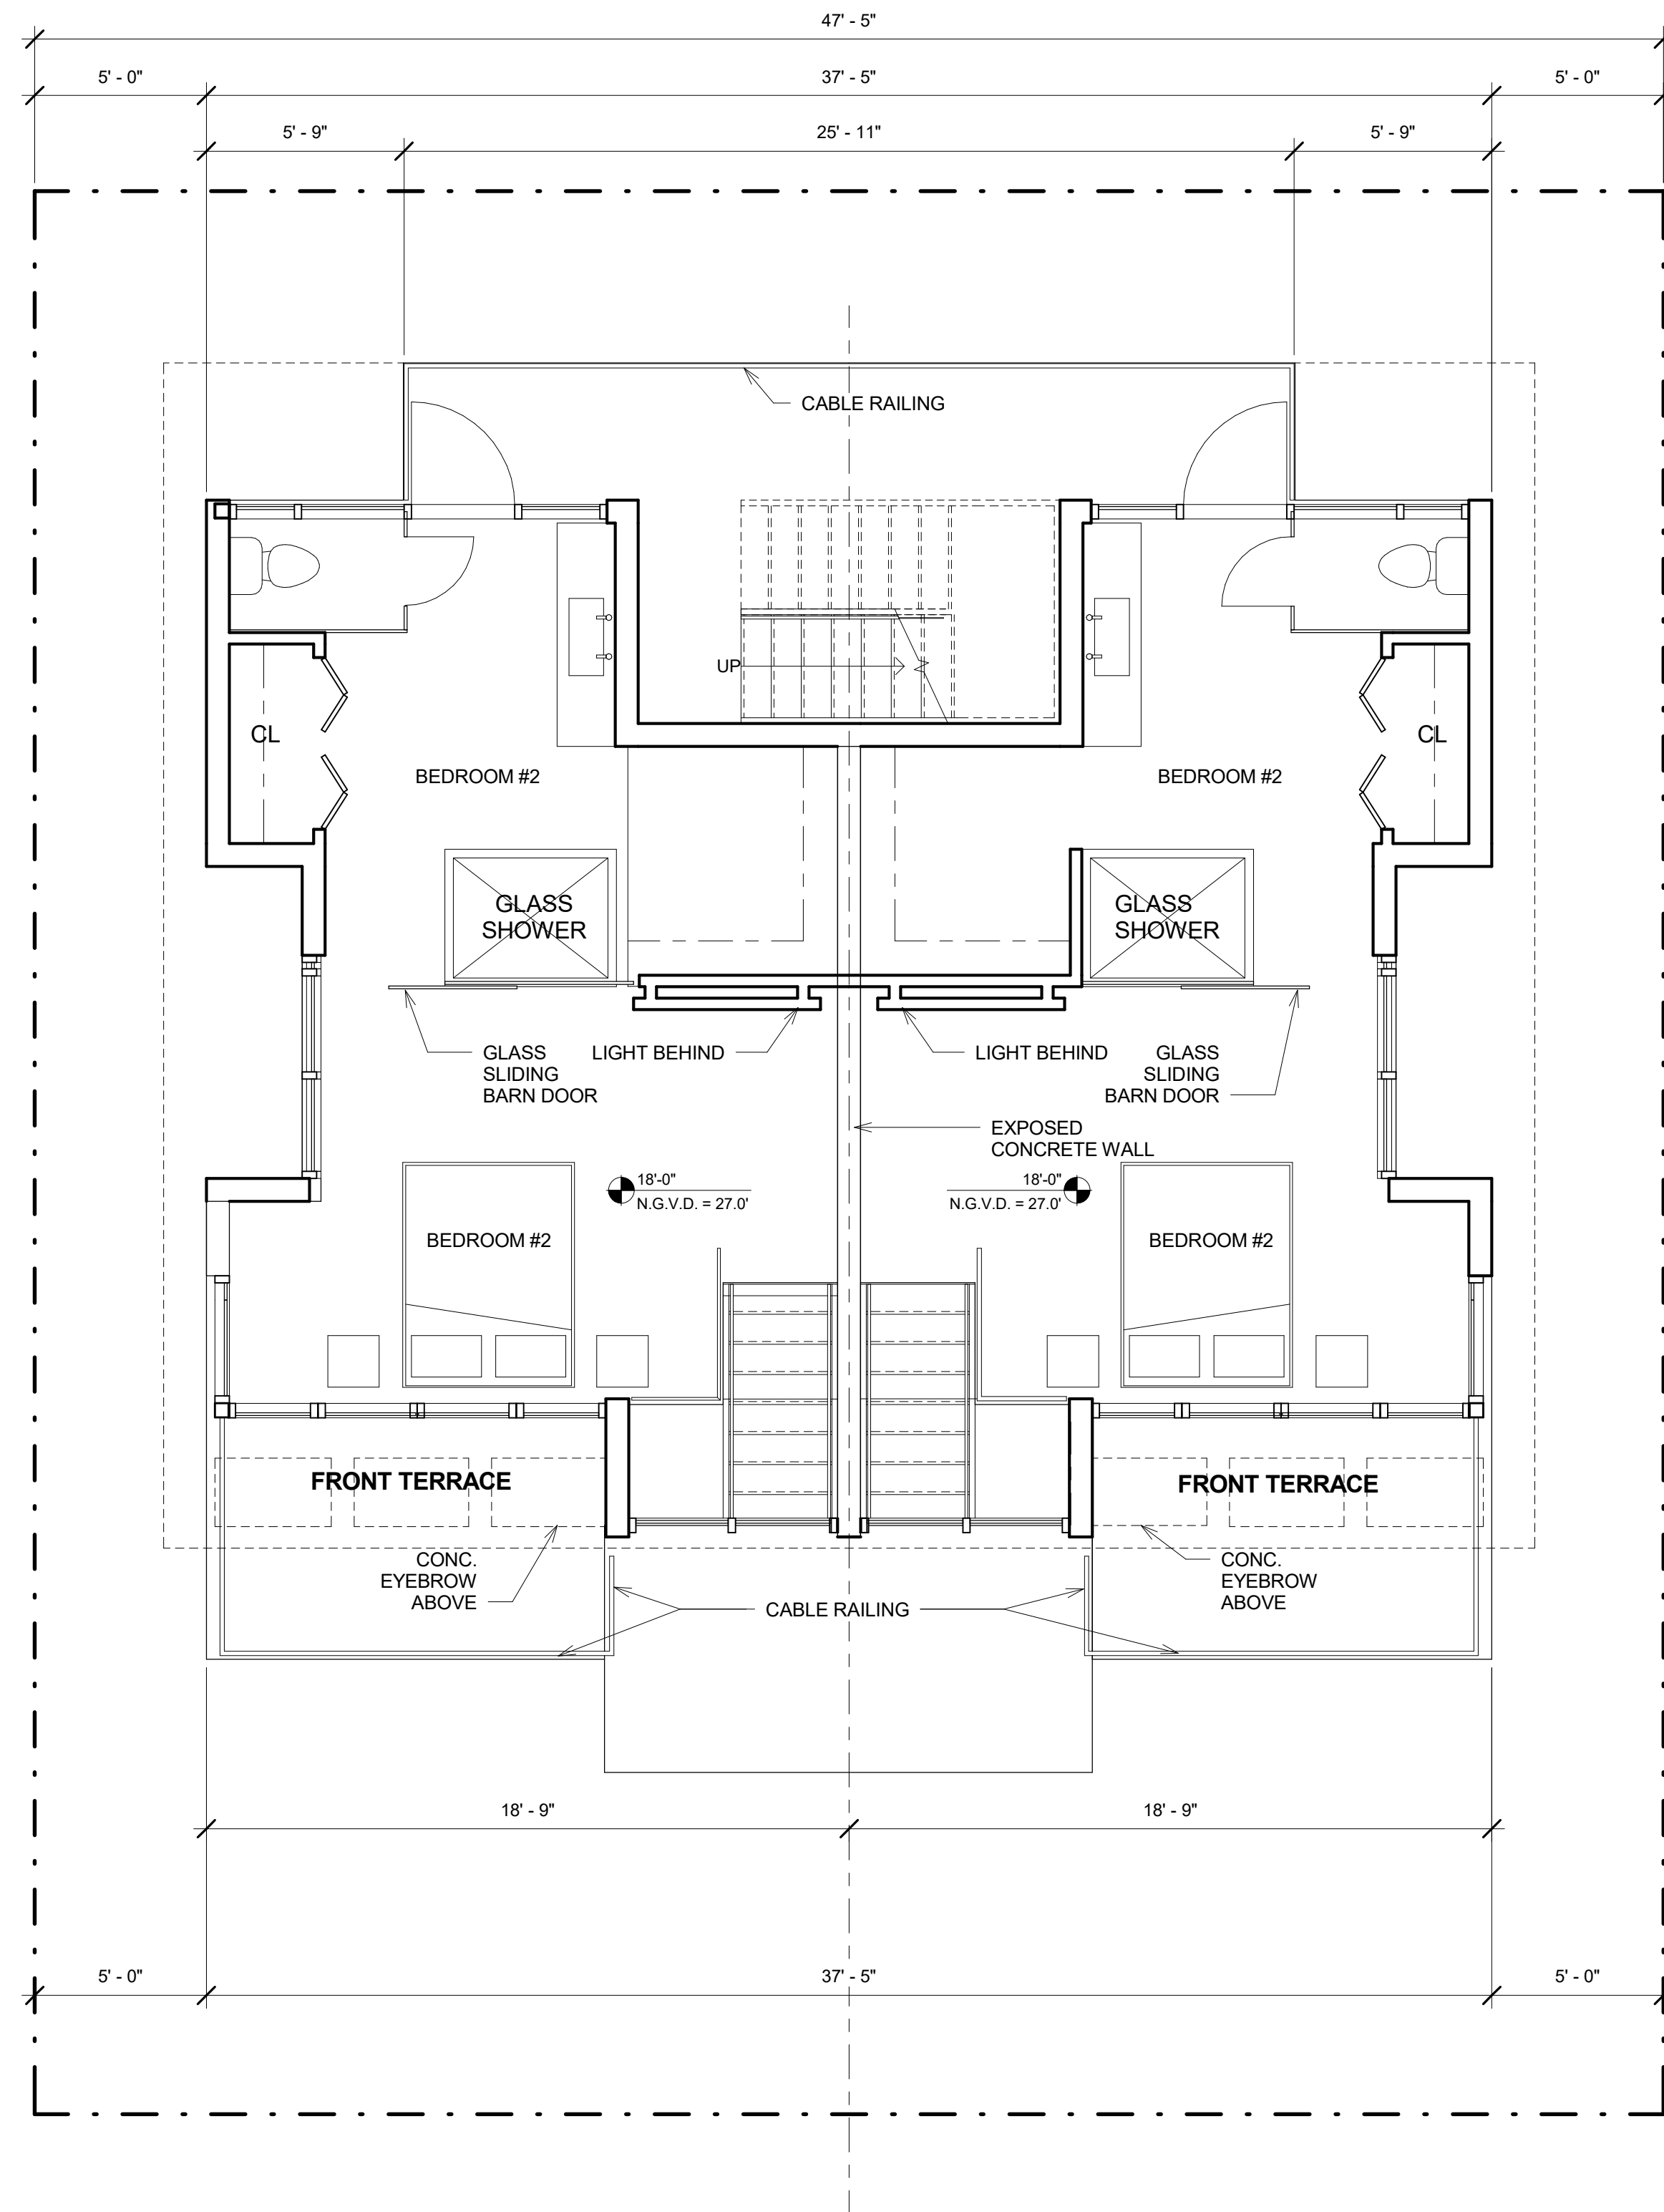 47' - 5"
5' - 0"
37' - 5"
5' - 0"
5' - 9"
25' - 11"
5' - 9"
CABLE RAILING
UP
CL
CL
BEDROOM #2
BEDROOM #2
GLASS
SHOWER
GLASS
SHOWER
GLASS
SLIDING
BARN DOOR
LIGHT BEHIND
LIGHT BEHIND
GLASS
SLIDING
BARN DOOR
EXPOSED
CONCRETE WALL
18'-0"
N.G.V.D. = 27.0'
18'-0"
N.G.V.D. = 27.0'
BEDROOM #2
BEDROOM #2
FRONT TERRACE
FRONT TERRACE
CONC.
EYEBROW
ABOVE
CONC.
EYEBROW
ABOVE
CABLE RAILING
18' - 9"
18' - 9"
5' - 0"
37' - 5"
5' - 0"